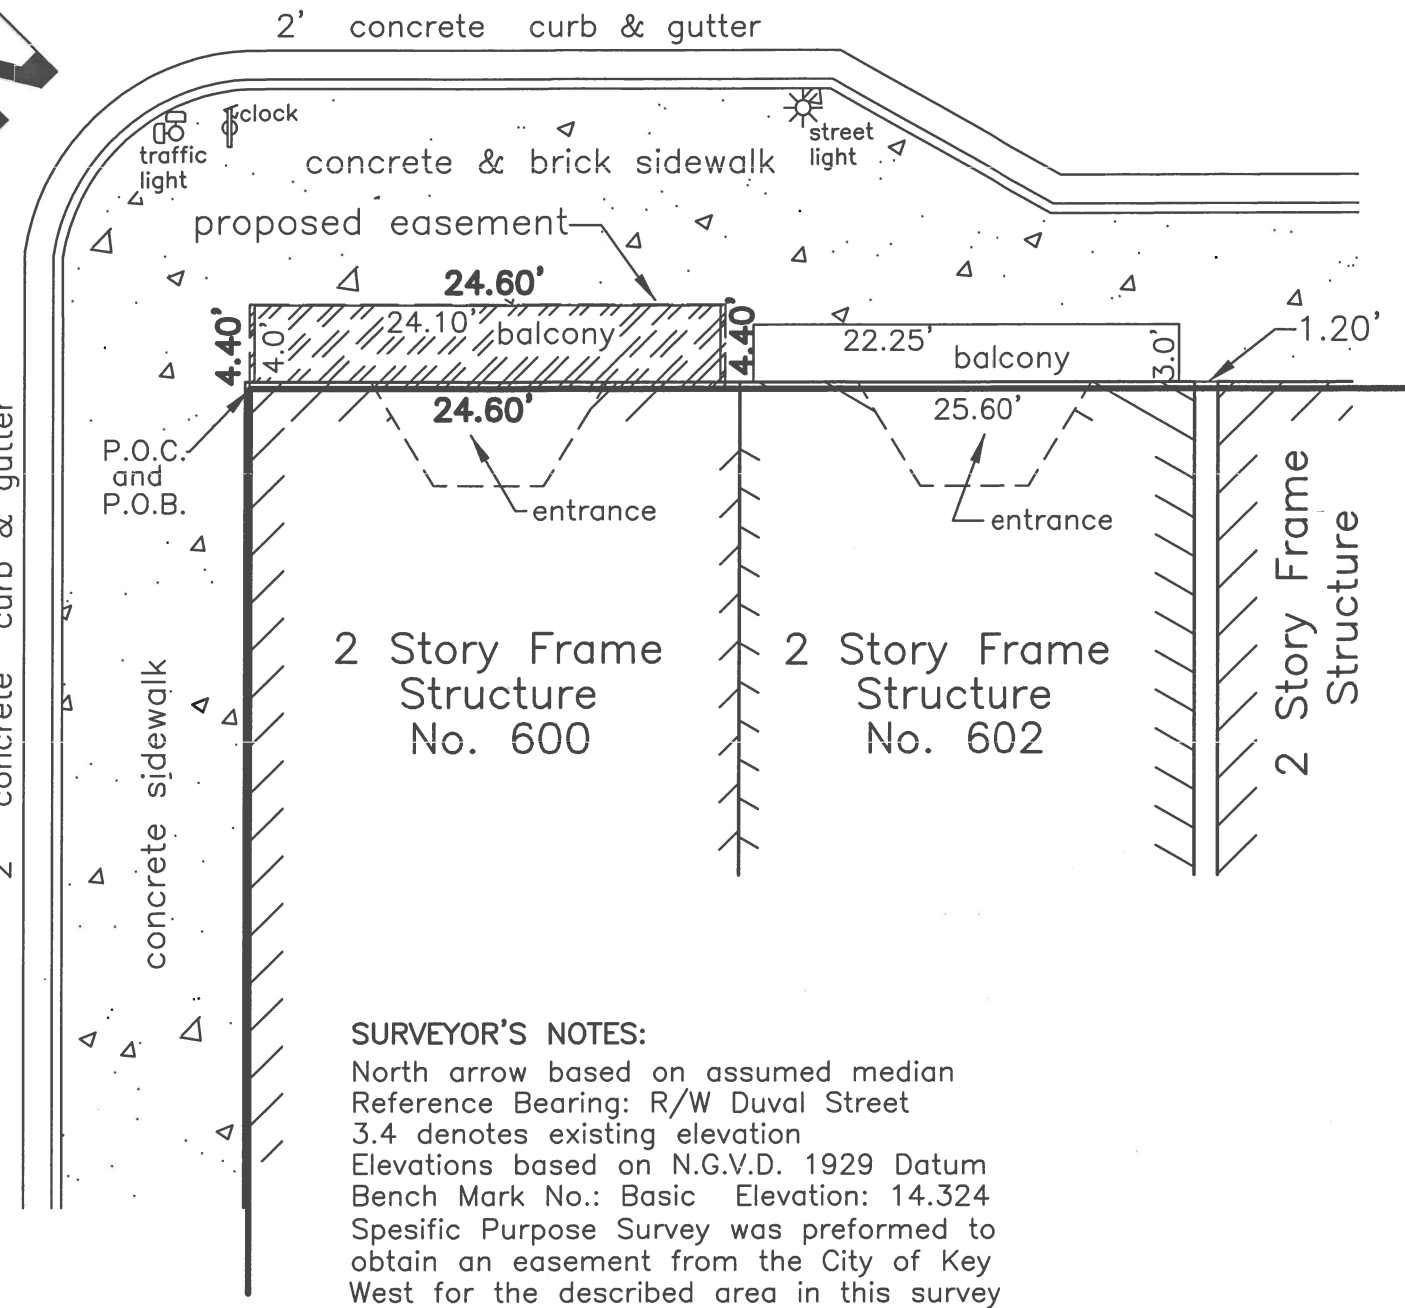 2' concrete curb & gutter
clock
traffic
light
street
light
concrete & brick sidewalk
proposed easement
24.60'
4.40'
4.0'
24.10'
balcony
4.40'
22.25'
balcony
3.0'
1.20'
24.60'
25.60'
P.O.C.
and
P.O.B.
entrance
entrance
2 concrete curb & gutter
concrete sidewalk
2 Story Frame
Structure
No. 600
2 Story Frame
Structure
No. 602
2 Story Frame
Structure
SURVEYOR'S NOTES:
North arrow based on assumed median
Reference Bearing: R/W Duval Street
3.4 denotes existing elevation
Elevations based on N.G.V.D. 1929 Datum
Bench Mark No.: Basic Elevation: 14.324
Spesific Purpose Survey was preformed to
obtain an easement from the City of Key
West for the described area in this survey